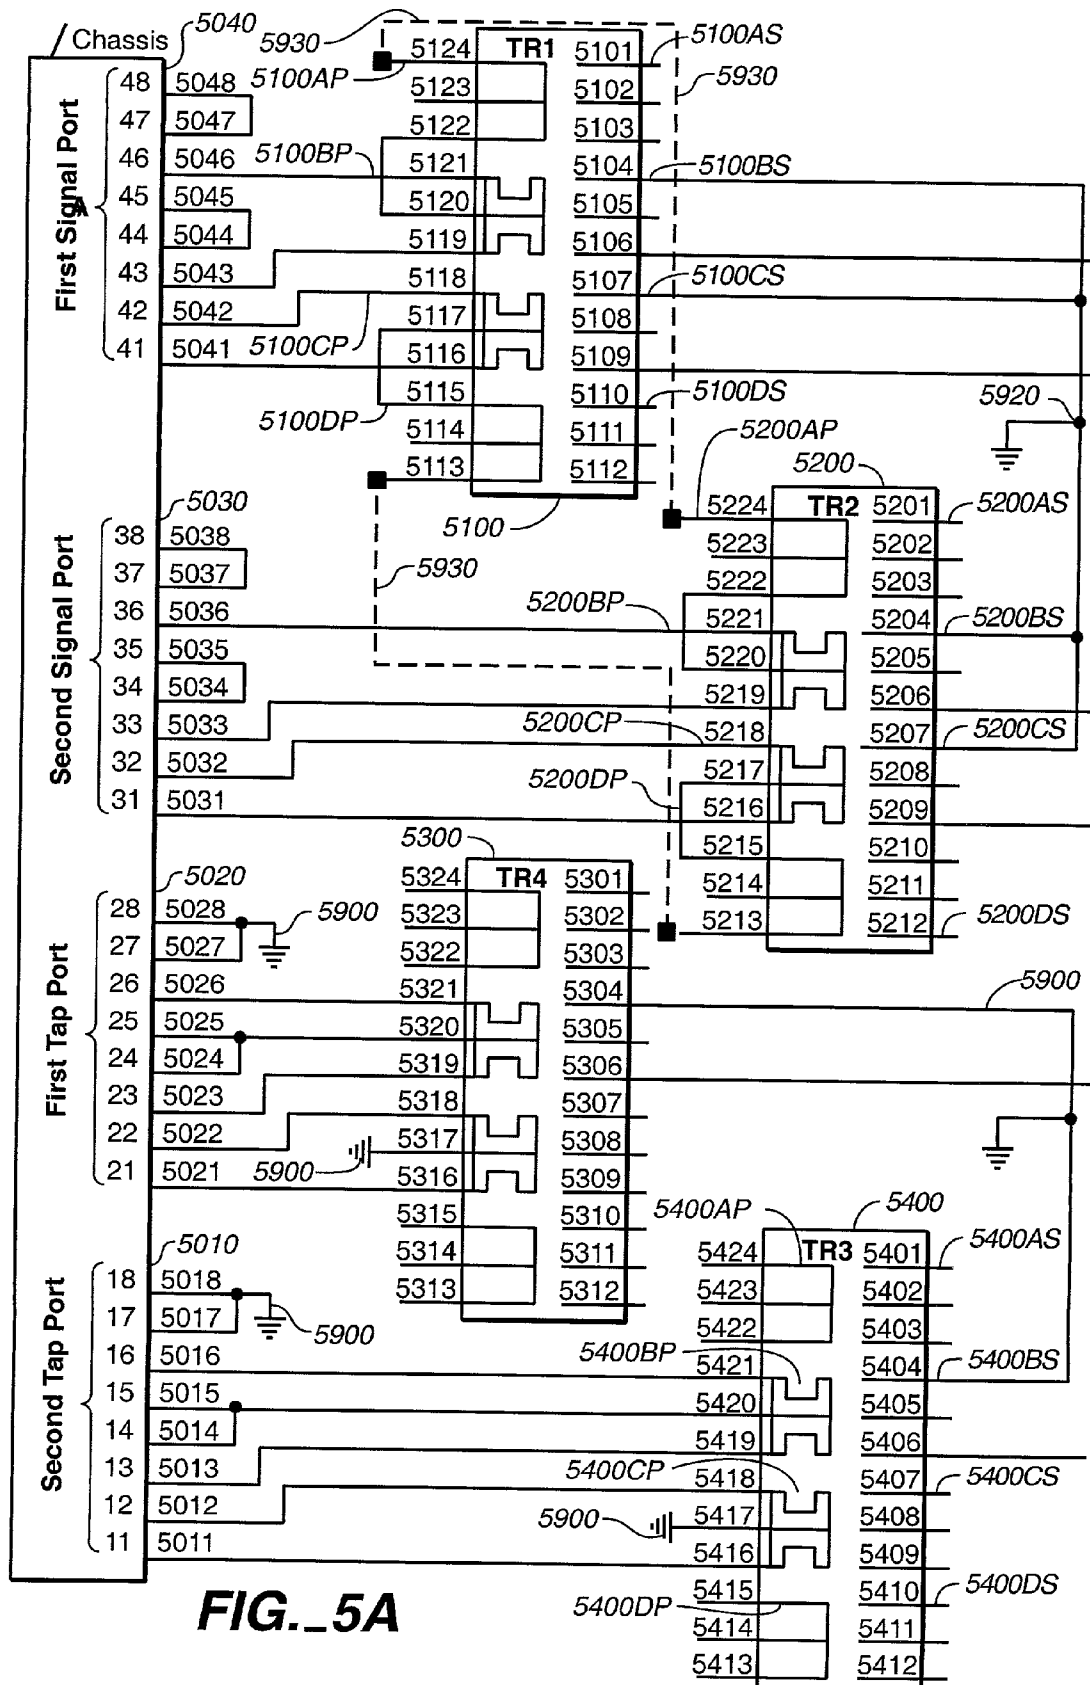 Chassis
5040
First Signal Port
A
48 5048
47 5047
46 5046
45 5045
44 5044
43 5043
42 5042
41 5041
5030
Second Signal Port
38 5038
37 5037
36 5036
35 5035
34 5034
33 5033
32 5032
31 5031
5020
First Tap Port
28 5028
27 5027
26 5026
25 5025
24 5024
23 5023
22 5022
21 5021
5900
5900
5010
Second Tap Port
18 5018
17 5017
16 5016
15 5015
14 5014
13 5013
12 5012
11 5011
5900
5930
5100AP
5100BP
5100CP
5100DP
TR1
5124 5101
5123 5102
5122 5103
5121 5104
5120 5105
5119 5106
5118 5107
5117 5108
5116 5109
5115 5110
5114 5111
5113 5112
5100
5100AS
5930
5100BS
5100CS
5100DS
5920
5930
5200AP
5200
5200BP
5200CP
5200DP
TR2
5224 5201
5223 5202
5222 5203
5221 5204
5220 5205
5219 5206
5218 5207
5217 5208
5216 5209
5215 5210
5214 5211
5213 5212
5200AS
5200BS
5200CS
5200DS
5300
TR4
5324 5301
5323 5302
5322 5303
5321 5304
5320 5305
5319 5306
5318 5307
5317 5308
5316 5309
5315 5310
5314 5311
5313 5312
5900
5400AP
5400
5400BP
5400CP
5900
5400DP
TR3
5424 5401
5423 5402
5422 5403
5421 5404
5420 5405
5419 5406
5418 5407
5417 5408
5416 5409
5415 5410
5414 5411
5413 5412
5400AS
5400BS
5400CS
5400DS
FIG._5A